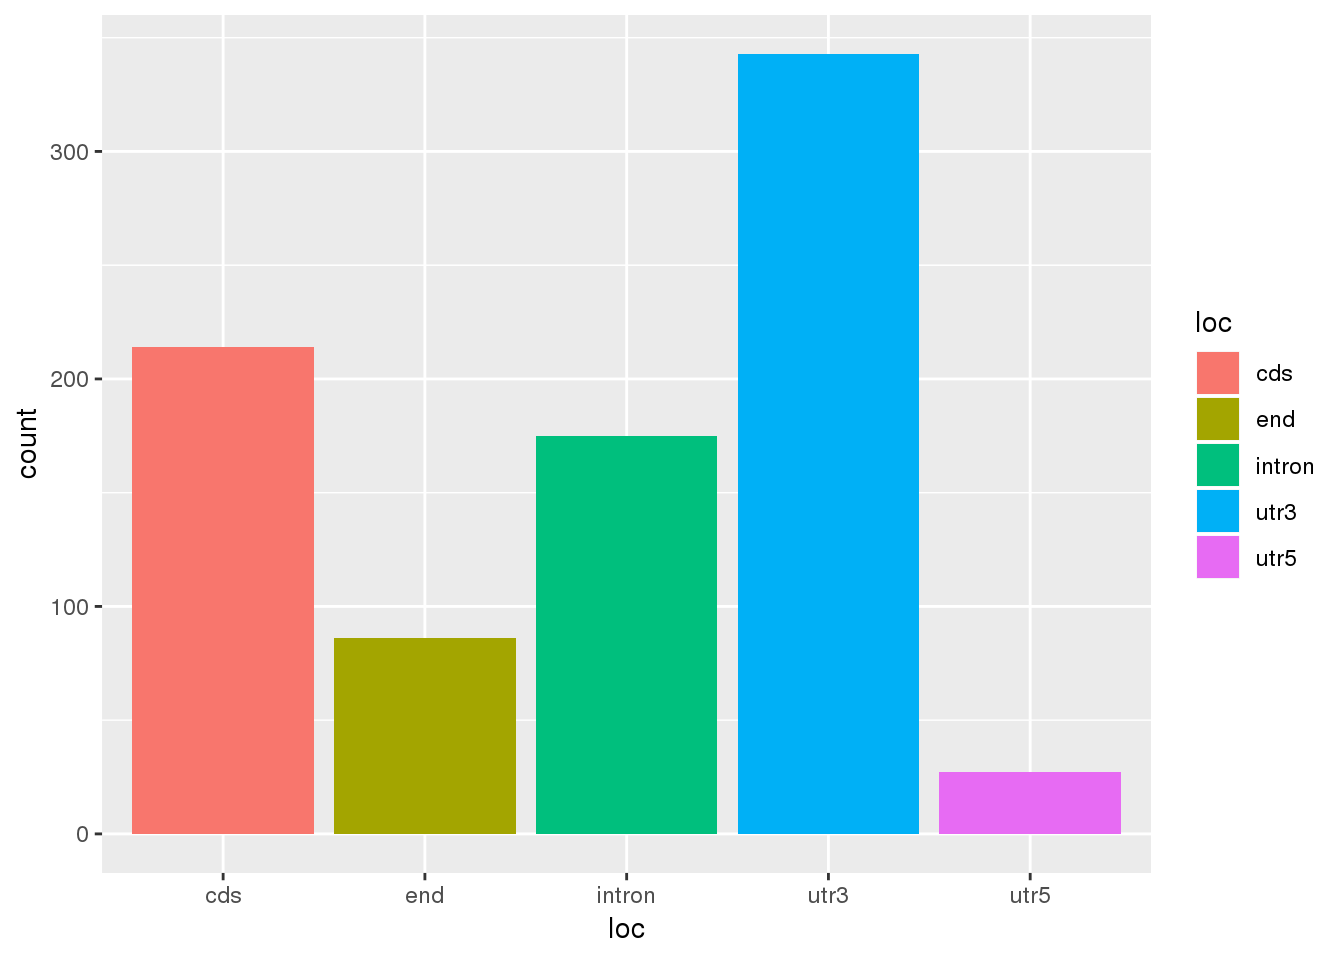 300
200
100
0
count
cds
end
intron
utr3
utr5
loc
loc
cds
end
intron
utr3
utr5